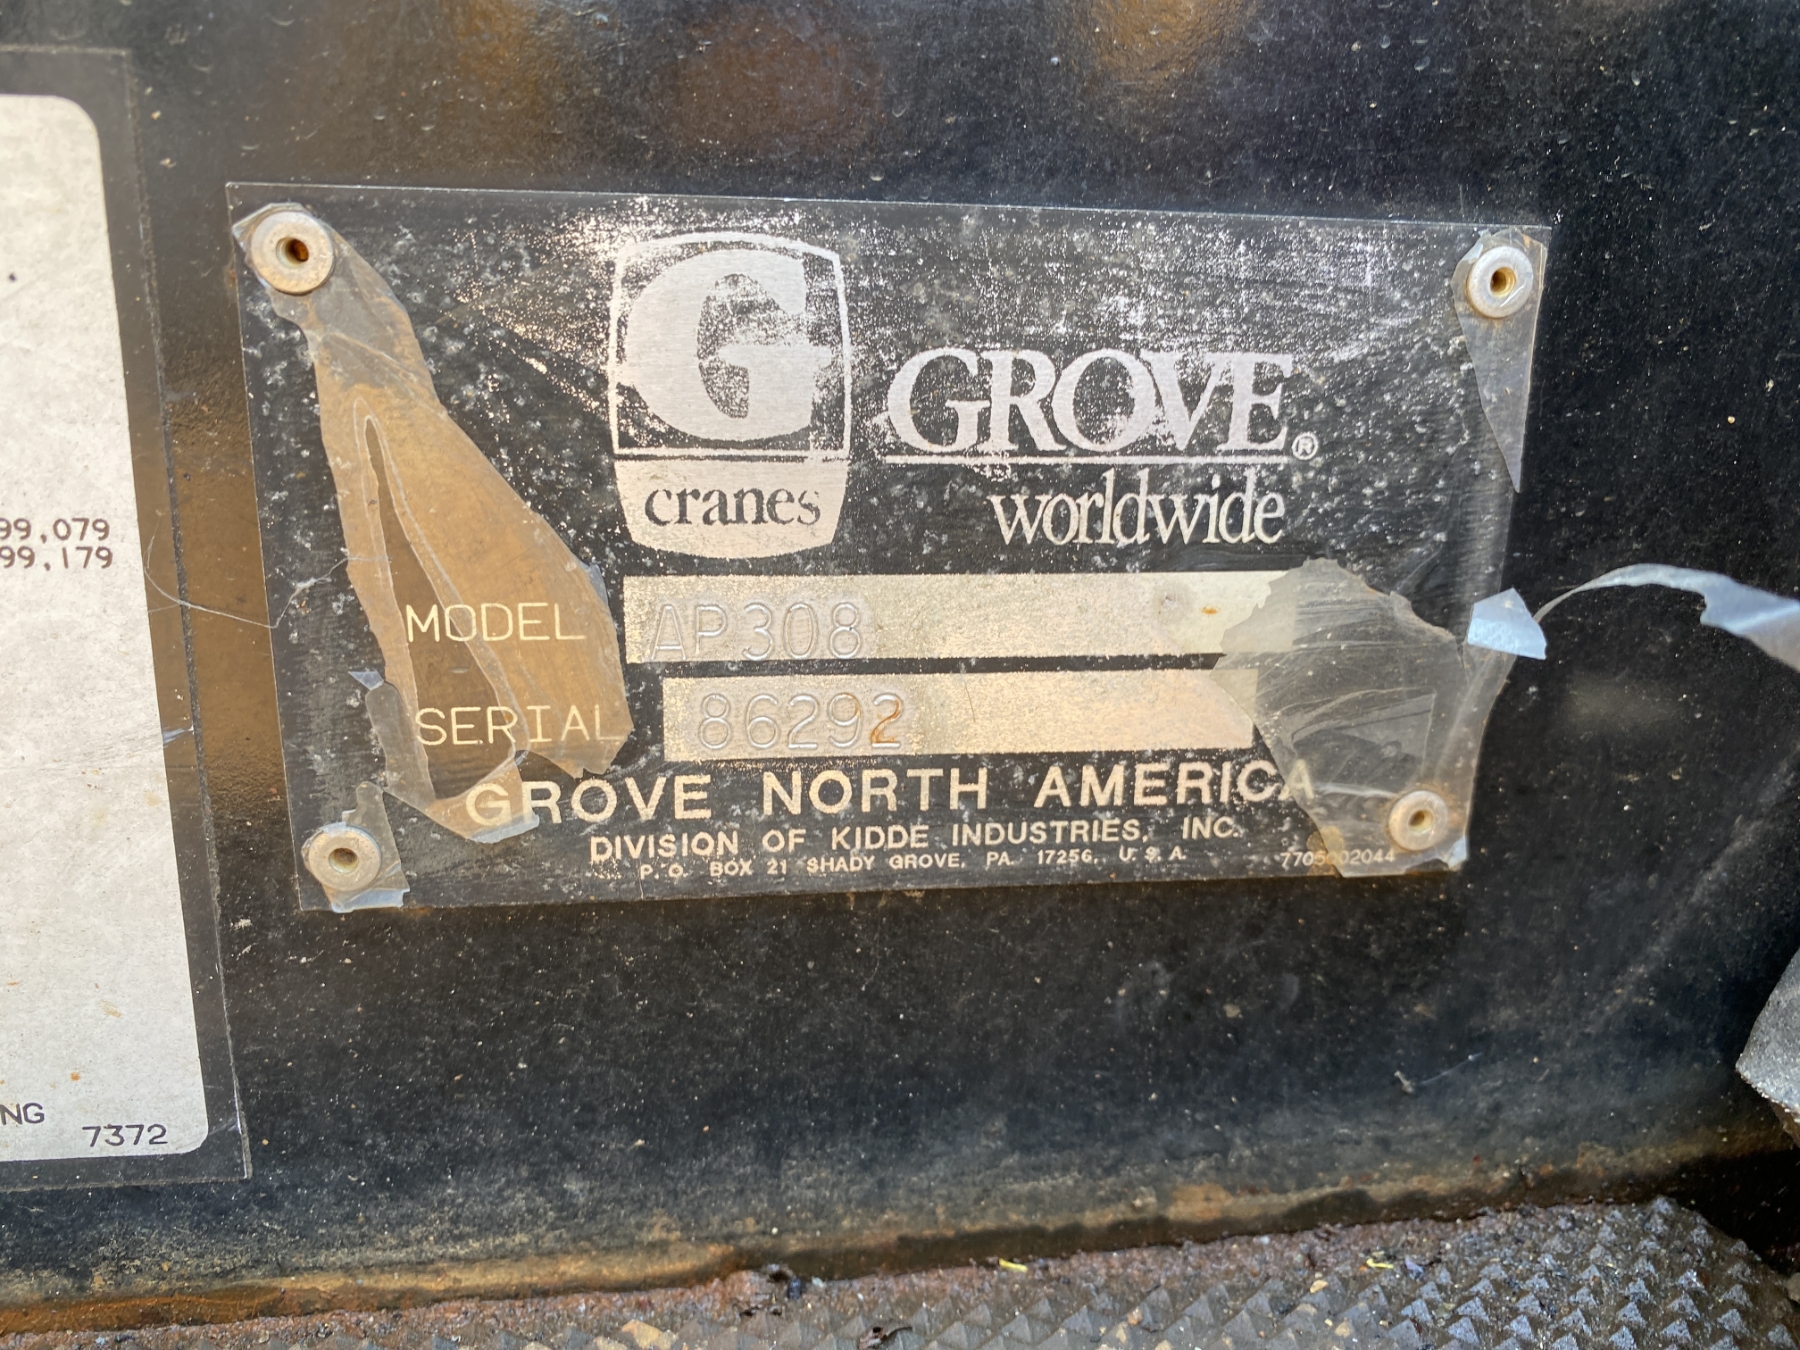 99,079
99,179
NG
7372
G
cranes
GROVE®
worldwide
MODEL AP308
SERIAL 86292
GROVE NORTH AMERICA
DIVISION OF KIDDE INDUSTRIES, INC.
P. O. BOX 21 SHADY GROVE, PA. 17256, U. S. A.
7705002044